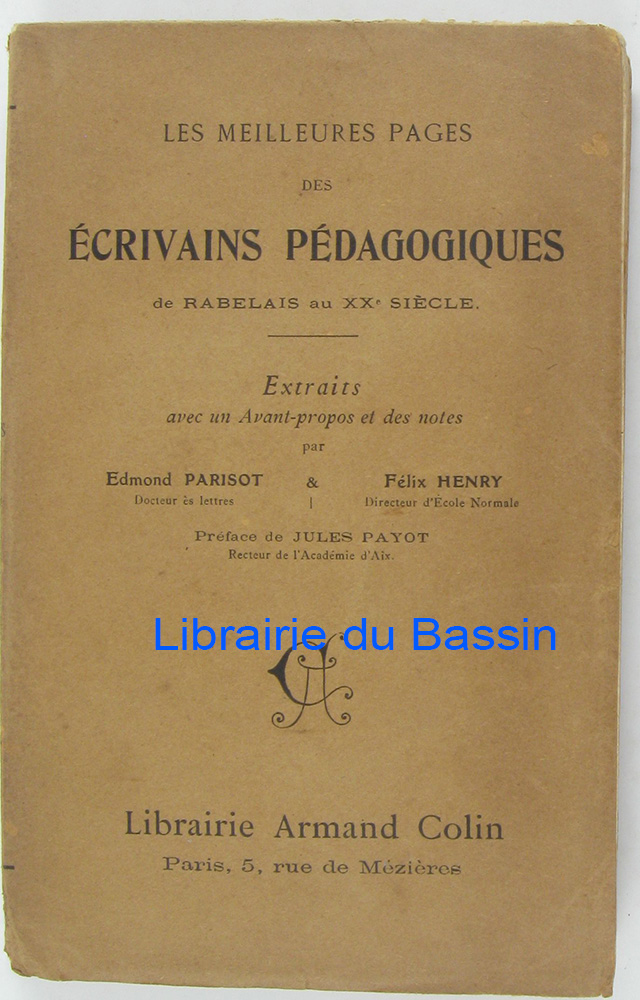 LES MEILLEURES PAGES
DES
ÉCRIVAINS PÉDAGOGIQUES
de RABELAIS au XXe SIÈCLE.
Extraits
avec un Avant-propos et des notes
par
Edmond PARISOT & Félix HENRY
Docteur ès lettres | Directeur d'École Normale
Préface de JULES PAYOT
Recteur de l'Académie d'Aix.
Librairie du Bassin
AC
Librairie Armand Colin
Paris, 5, rue de Mézières